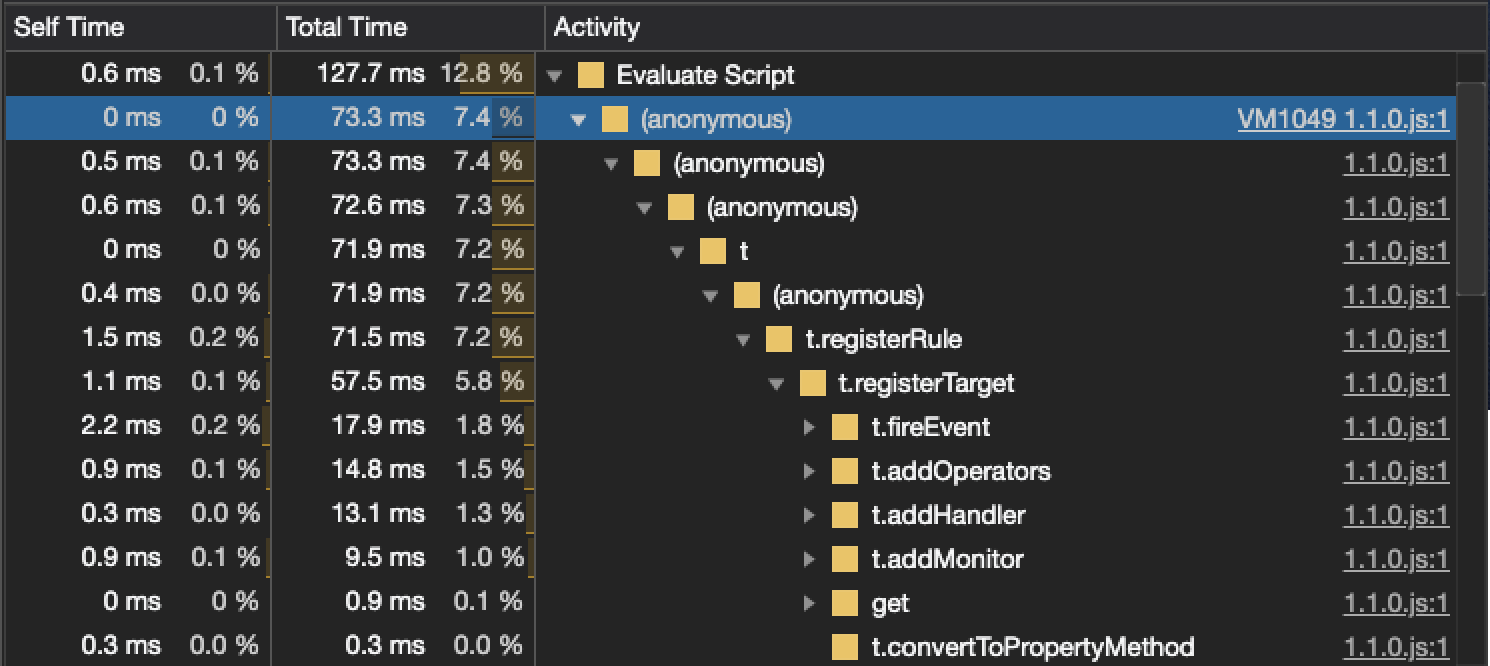 Self Time Total Time Activity
0.6 ms 0.1 % 127.7 ms 12.8 % Evaluate Script
0 ms 0 % 73.3 ms 7.4 % (anonymous) VM1049 1.1.0.js:1
0.5 ms 0.1 % 73.3 ms 7.4 % (anonymous) 1.1.0.js:1
0.6 ms 0.1 % 72.6 ms 7.3 % (anonymous) 1.1.0.js:1
0 ms 0 % 71.9 ms 7.2 % t 1.1.0.js:1
0.4 ms 0.0 % 71.9 ms 7.2 % (anonymous) 1.1.0.js:1
1.5 ms 0.2 % 71.5 ms 7.2 % t.registerRule 1.1.0.js:1
1.1 ms 0.1 % 57.5 ms 5.8 % t.registerTarget 1.1.0.js:1
2.2 ms 0.2 % 17.9 ms 1.8 % t.fireEvent 1.1.0.js:1
0.9 ms 0.1 % 14.8 ms 1.5 % t.addOperators 1.1.0.js:1
0.3 ms 0.0 % 13.1 ms 1.3 % t.addHandler 1.1.0.js:1
0.9 ms 0.1 % 9.5 ms 1.0 % t.addMonitor 1.1.0.js:1
0 ms 0 % 0.9 ms 0.1 % get 1.1.0.js:1
0.3 ms 0.0 % 0.3 ms 0.0 % t.convertToPropertyMethod 1.1.0.js:1